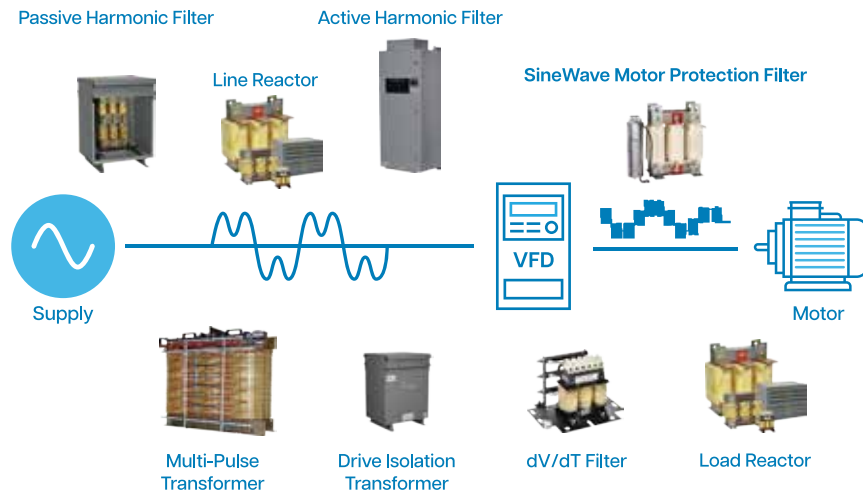 Passive Harmonic Filter
Active Harmonic Filter
Line Reactor
SineWave Motor Protection Filter
VFD
Supply
Motor
Multi-Pulse
Transformer
Drive Isolation
Transformer
dV/dT Filter
Load Reactor